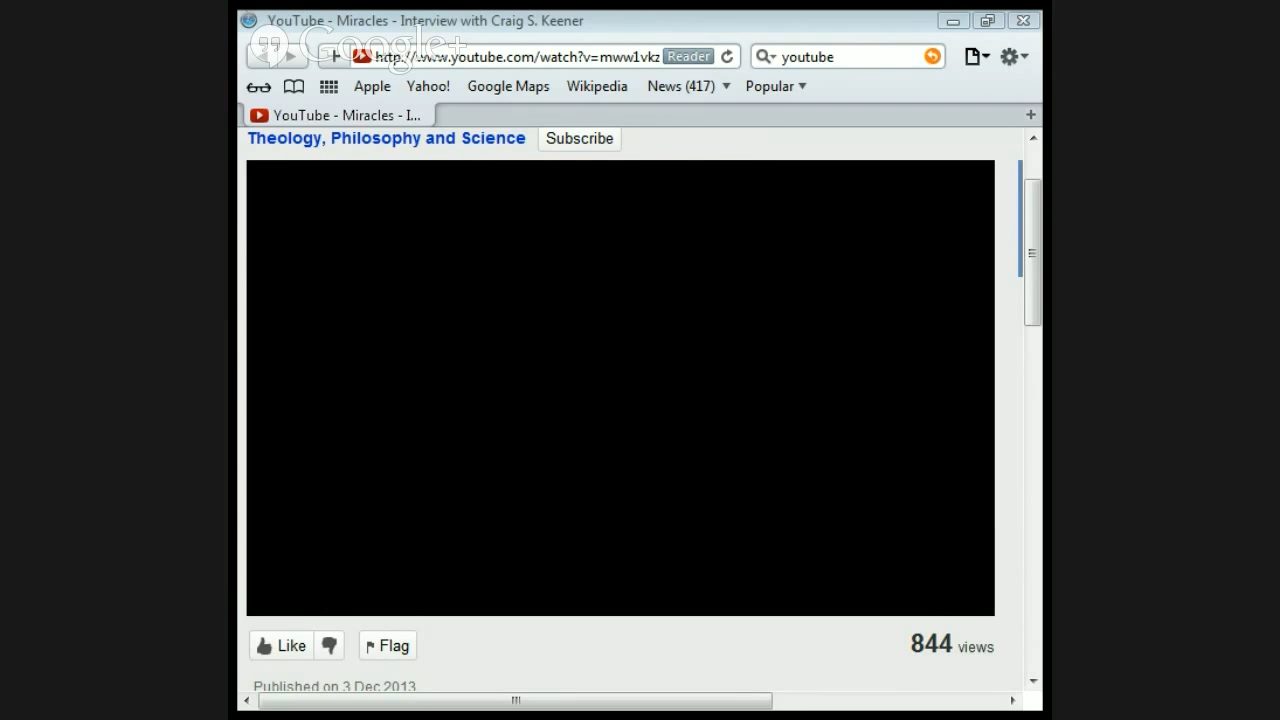 YouTube - Miracles - Interview with Craig S. Keener
Google+
http://www.youtube.com/watch?v=mww1vkz Reader youtube
Apple Yahoo! Google Maps Wikipedia News (417) Popular
YouTube - Miracles - I...
Theology, Philosophy and Science Subscribe
Like Flag 844 views
Published on 3 Dec 2013